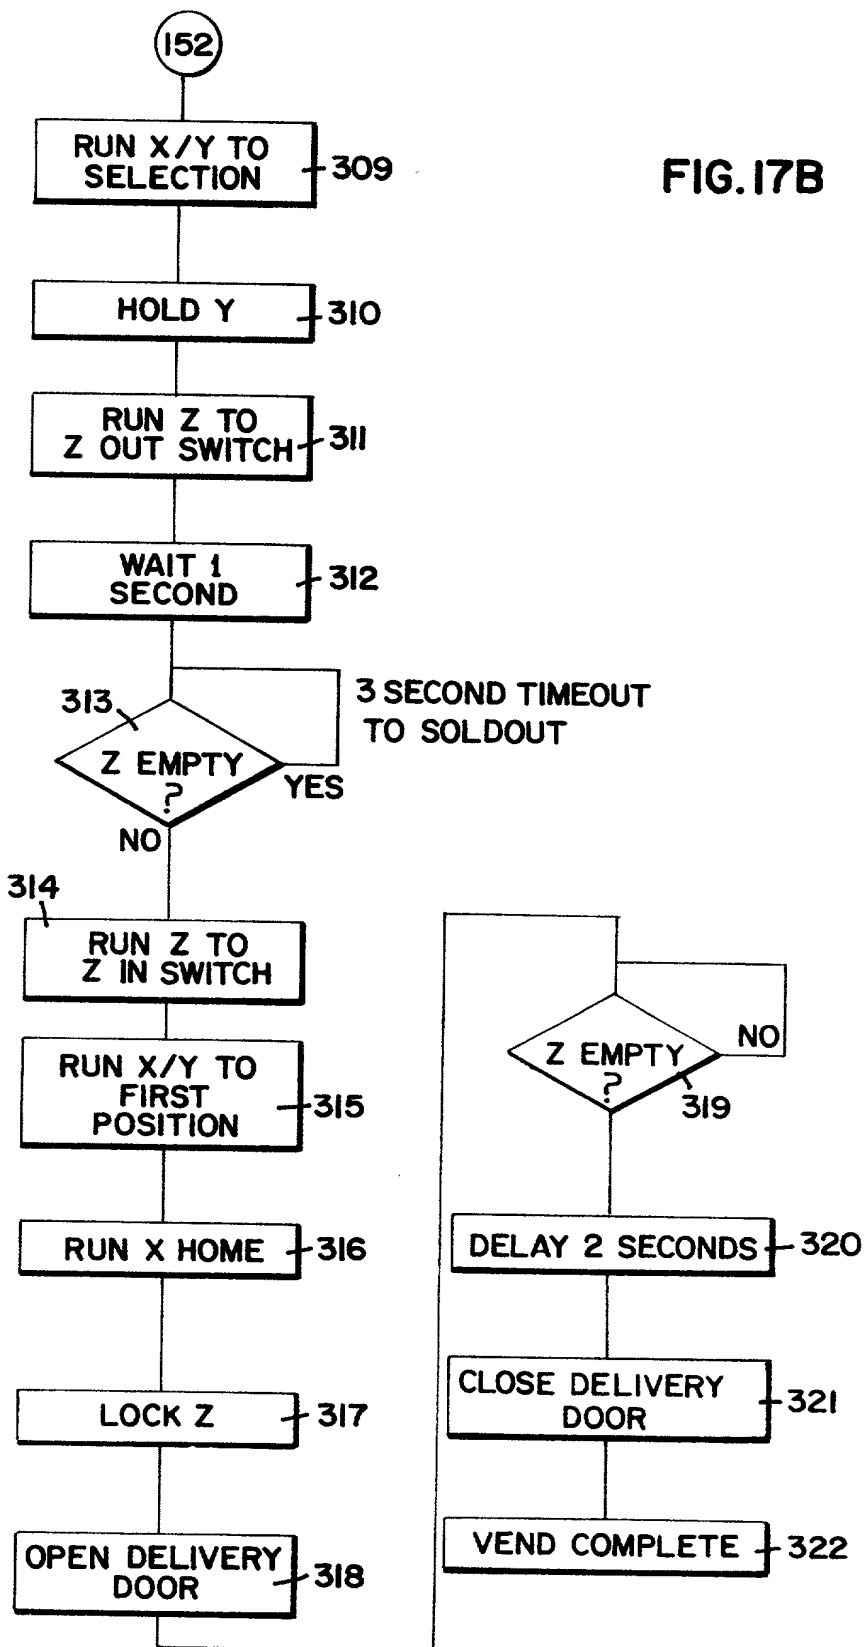 152
FIG. 17B
RUN X/Y TO
SELECTION
309
HOLD Y
310
RUN Z TO
Z OUT SWITCH
311
WAIT 1
SECOND
312
313
3 SECOND TIMEOUT
TO SOLDOUT
Z EMPTY
?
YES
NO
314
RUN Z TO
Z IN SWITCH
RUN X/Y TO
FIRST
POSITION
315
RUN X HOME
316
LOCK Z
317
OPEN DELIVERY
DOOR
318
Z EMPTY
?
NO
319
DELAY 2 SECONDS
320
CLOSE DELIVERY
DOOR
321
VEND COMPLETE
322